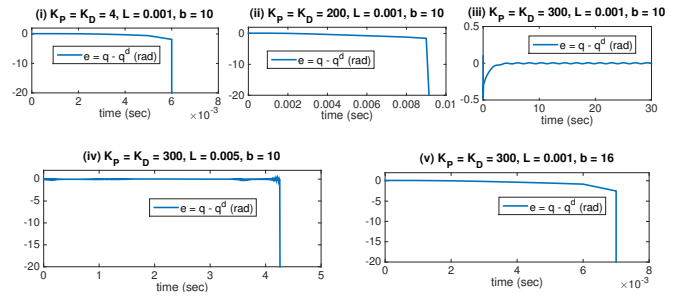 (i) K_P = K_D = 4, L = 0.001, b = 10
0
-10
-20
e = q - q^d (rad)
0 2 4 6 8
time (sec) ×10^-3
(ii) K_P = K_D = 200, L = 0.001, b = 10
0
-10
-20
e = q - q^d (rad)
0 0.002 0.004 0.006 0.008 0.01
time (sec)
(iii) K_P = K_D = 300, L = 0.001, b = 10
0.5
0
-0.5
e = q - q^d (rad)
0 10 20 30
time (sec)
(iv) K_P = K_D = 300, L = 0.005, b = 10
0
-5
-10
-15
-20
e = q - q^d (rad)
0 1 2 3 4 5
time (sec)
(v) K_P = K_D = 300, L = 0.001, b = 16
0
-5
-10
-15
-20
e = q - q^d (rad)
0 2 4 6 8
time (sec) ×10^-3